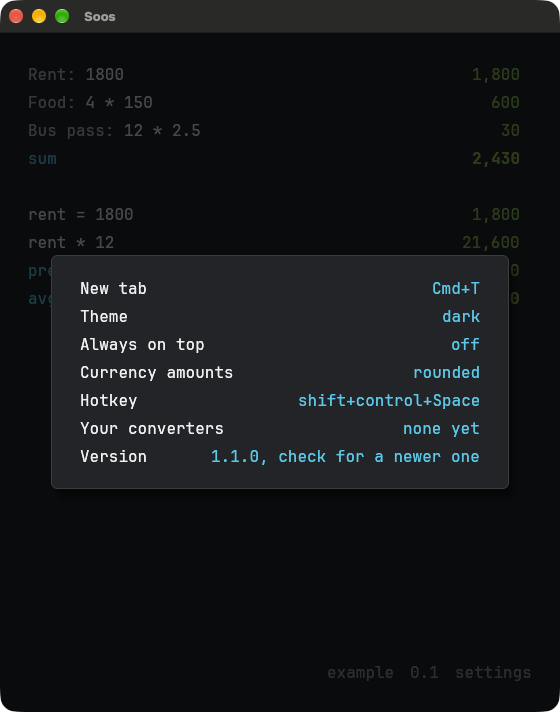 Soos
Rent: 1800 1,800
Food: 4 * 150 600
Bus pass: 12 * 2.5 30
sum 2,430
rent = 1800 1,800
rent * 12 21,600
New tab Cmd+T
Theme dark
Always on top off
Currency amounts rounded
Hotkey shift+control+Space
Your converters none yet
Version 1.1.0, check for a newer one
example 0.1 settings